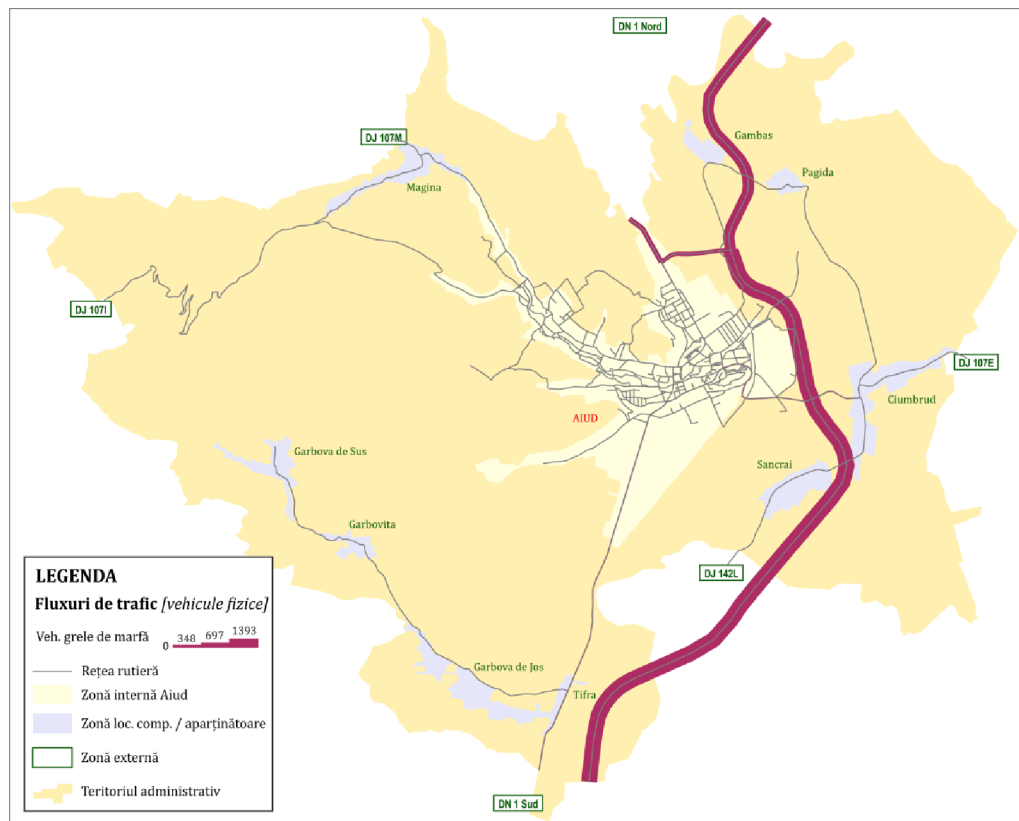 DN 1 Nord
Gambas
DJ 107M
Pagida
Magina
DJ 107I
DJ 107E
Ciumbrud
AIUD
Garbova de Sus
Sancrai
Garbovita
DJ 142L
Garbova de Jos
Tifra
DN 1 Sud
LEGENDA
Fluxuri de trafic [vehicule fizice]
Veh. grele de marfă 0 348 697 1393
Rețea rutieră
Zonă internă Aiud
Zonă loc. comp. / aparținătoare
Zonă externă
Teritoriul administrativ